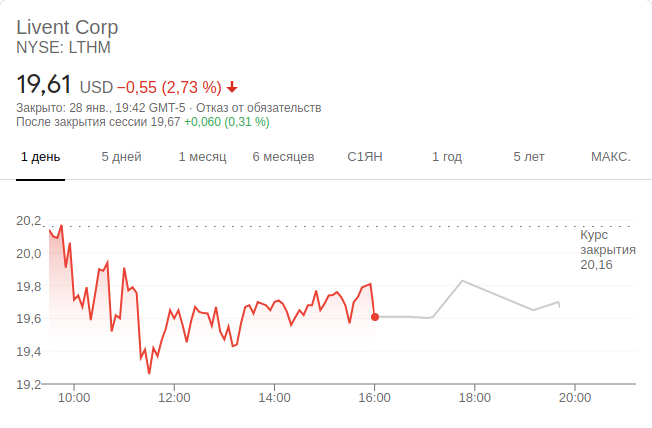 Livent Corp
NYSE: LTHM
19,61 USD −0,55 (2,73 %)
Закрыто: 28 янв., 19:42 GMT-5 · Отказ от обязательств
После закрытия сессии 19,67 +0,060 (0,31 %)
1 день 5 дней 1 месяц 6 месяцев С1ЯН 1 год 5 лет МАКС.
20,2
Курс
закрытия
20,16
20,0
19,8
19,6
19,4
19,2
10:00 12:00 14:00 16:00 18:00 20:00